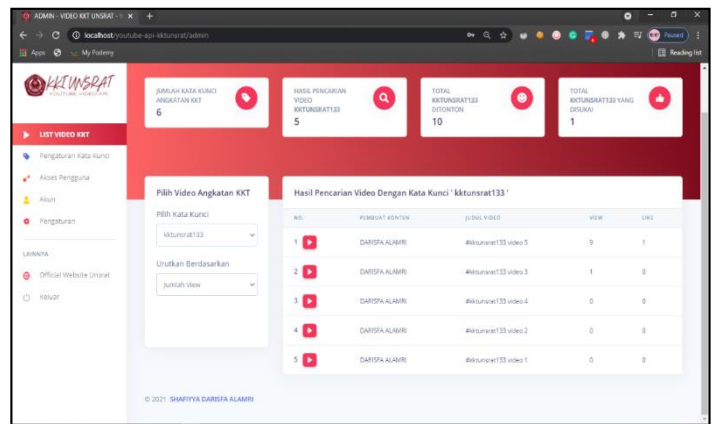 ADMIN - VIDEO KKT UNSRAT - Y
localhost/youtube-api-kktunsrat/admin
Paused
Apps
My Podemy
Reading list
KKT UNSRAT
YOUTUBE VIDEO API
JUMLAH KATA KUNCI
ANGKATAN KKT
6
HASIL PENCARIAN
VIDEO
KKTUNSRAT133
5
TOTAL
KKTUNSRAT133
DITONTON
10
TOTAL
KKTUNSRAT133 YANG
DISUKAI
1
LIST VIDEO KKT
Pengaturan Kata Kunci
Akses Pengguna
Akun
Pengaturan
LAINNYA
Official Website Unsrat
Keluar
Pilih Video Angkatan KKT
Pilih Kata Kunci
kktunsrat133
Urutkan Berdasarkan
Jumlah View
Hasil Pencarian Video Dengan Kata Kunci ' kktunsrat133 '
NO. PEMBUAT KONTEN JUDUL VIDEO VIEW LIKE
1 DARISFA ALAMRI #kktunsrat133 video 5 9 1
2 DARISFA ALAMRI #kktunsrat133 video 3 1 0
3 DARISFA ALAMRI #kktunsrat133 video 4 0 0
4 DARISFA ALAMRI #kktunsrat133 video 2 0 0
5 DARISFA ALAMRI #kktunsrat133 video 1 0 0
© 2021 SHAFIYYA DARISFA ALAMRI